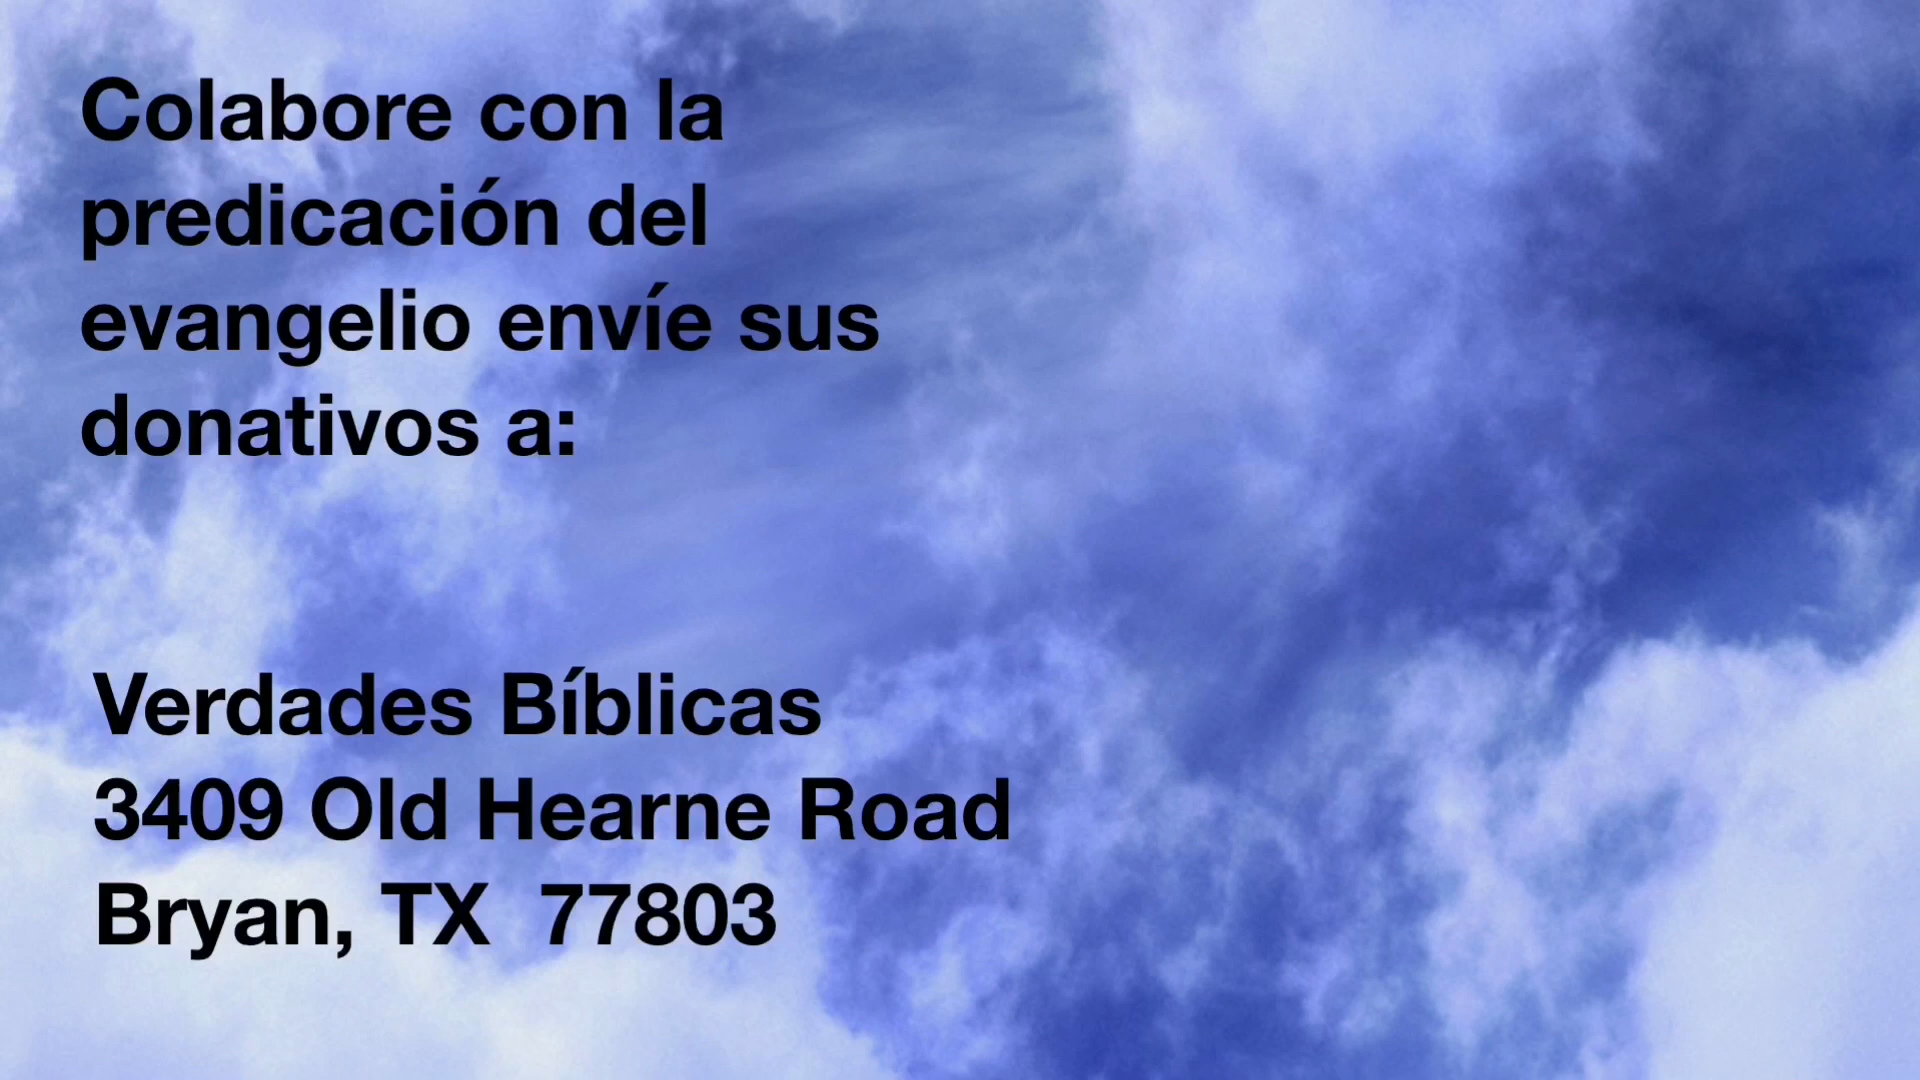 Colabore con la
predicación del
evangelio envíe sus
donativos a:
Verdades Bíblicas
3409 Old Hearne Road
Bryan, TX  77803